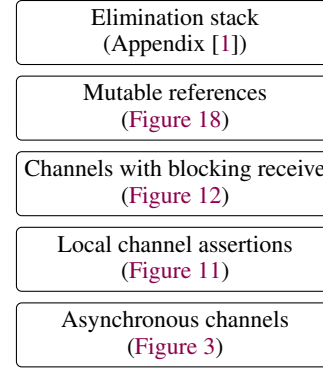 Elimination stack
(Appendix [1])
Mutable references
(Figure 18)
Channels with blocking receive
(Figure 12)
Local channel assertions
(Figure 11)
Asynchronous channels
(Figure 3)